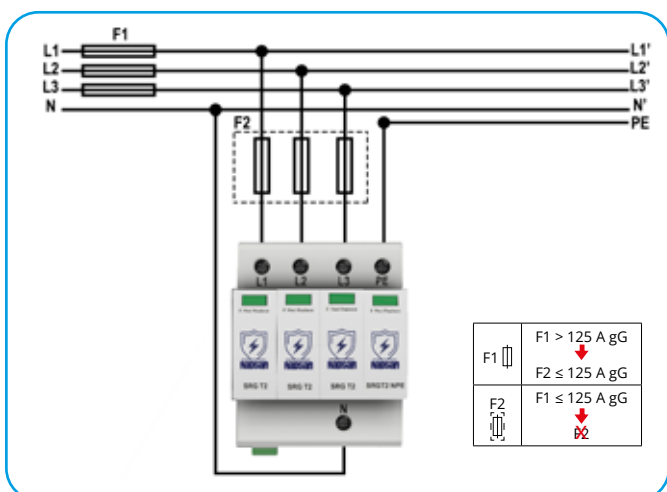 F1
L1
L1'
L2
L2'
L3
L3'
N
N'
F2
PE
L1 L2 L3 PE
SRG T2 SRG T2 SRG T2 SRGT2 NPE
N
F1 F1 > 125 A gG
F2 ≤ 125 A gG
F2 F1 ≤ 125 A gG
F2